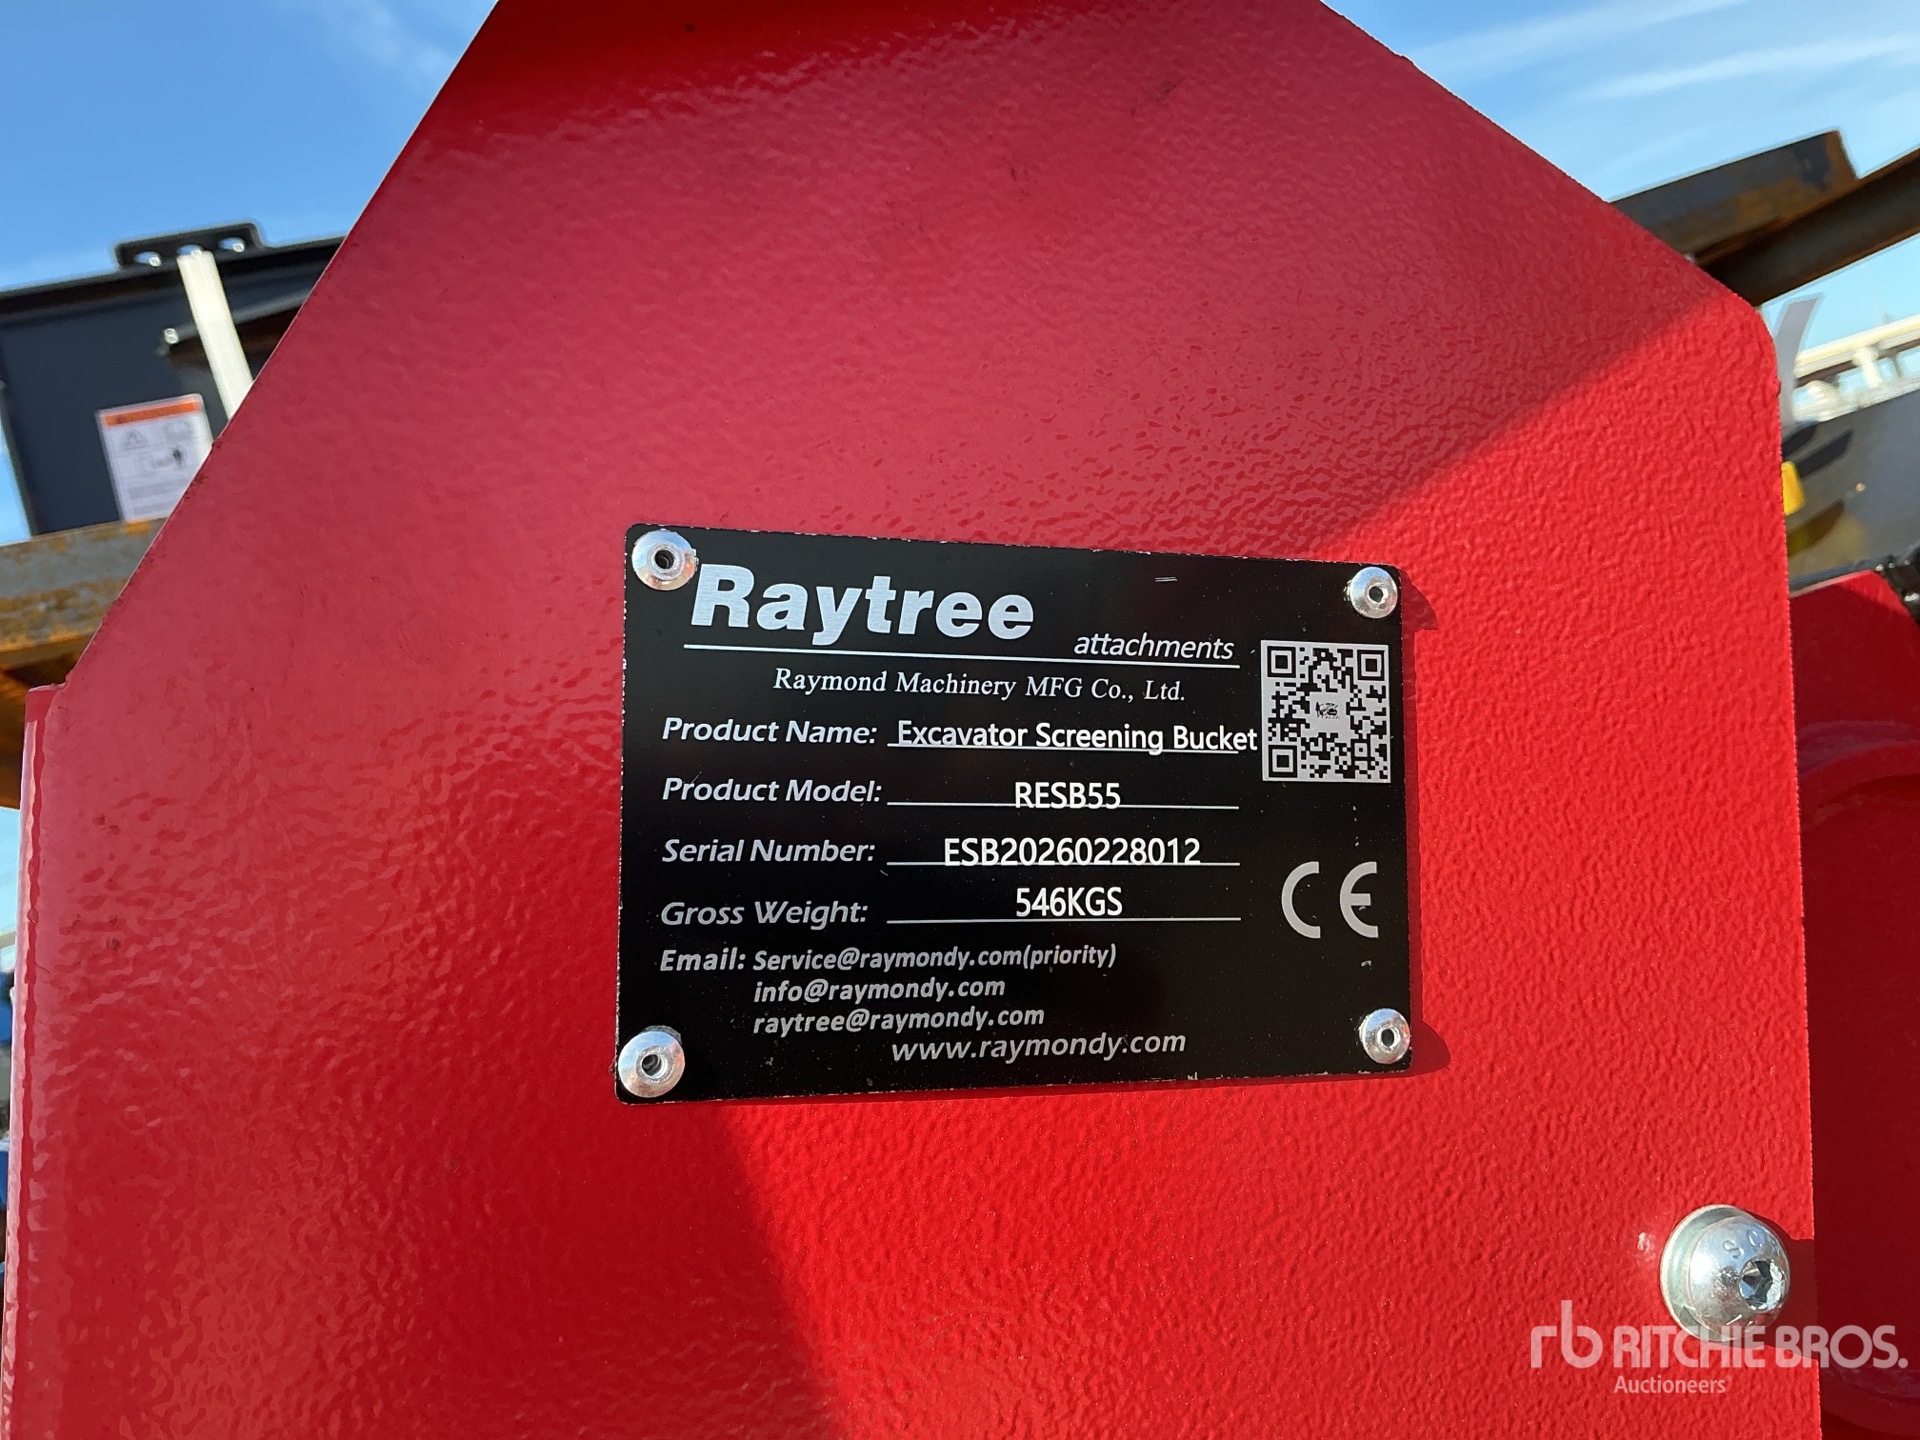 Raytree
attachments
Raymond Machinery MFG Co., Ltd.
Product Name: Excavator Screening Bucket
Product Model: RESB55
Serial Number: ESB20260228012
Gross Weight: 546KGS
CE
Email: Service@raymondy.com(priority)
info@raymondy.com
raytree@raymondy.com
www.raymondy.com
rb RITCHIE BROS.
Auctioneers